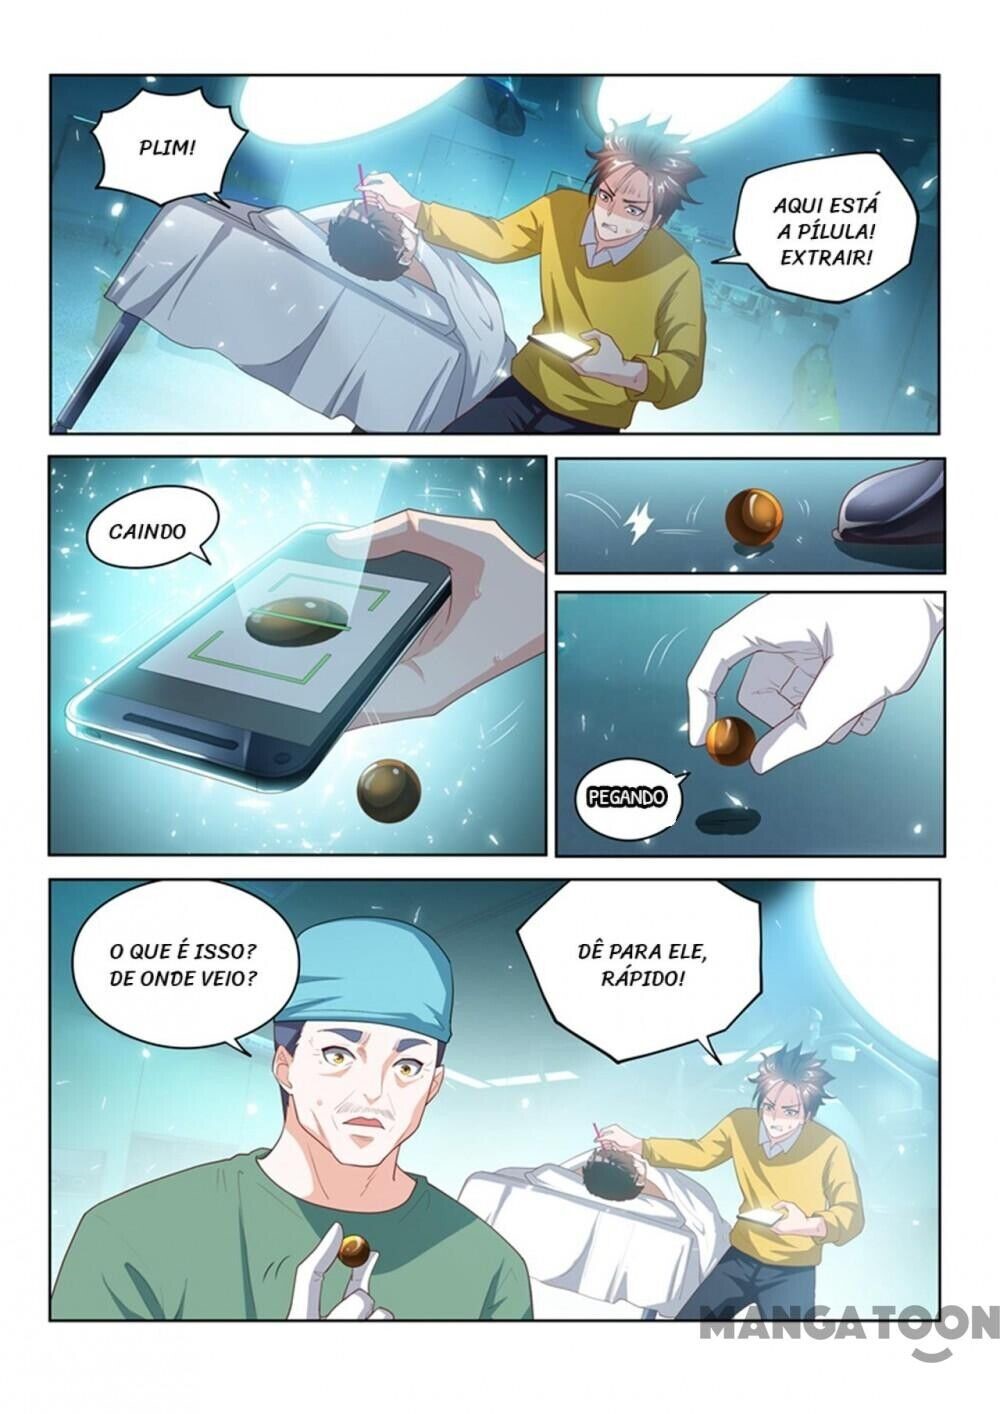 PLIM!
AQUI ESTÁ
A PÍLULA!
EXTRAIR!
CAINDO
PEGANDO
O QUE É ISSO?
DE ONDE VEIO?
DÊ PARA ELE,
RÁPIDO!
MANGATOON